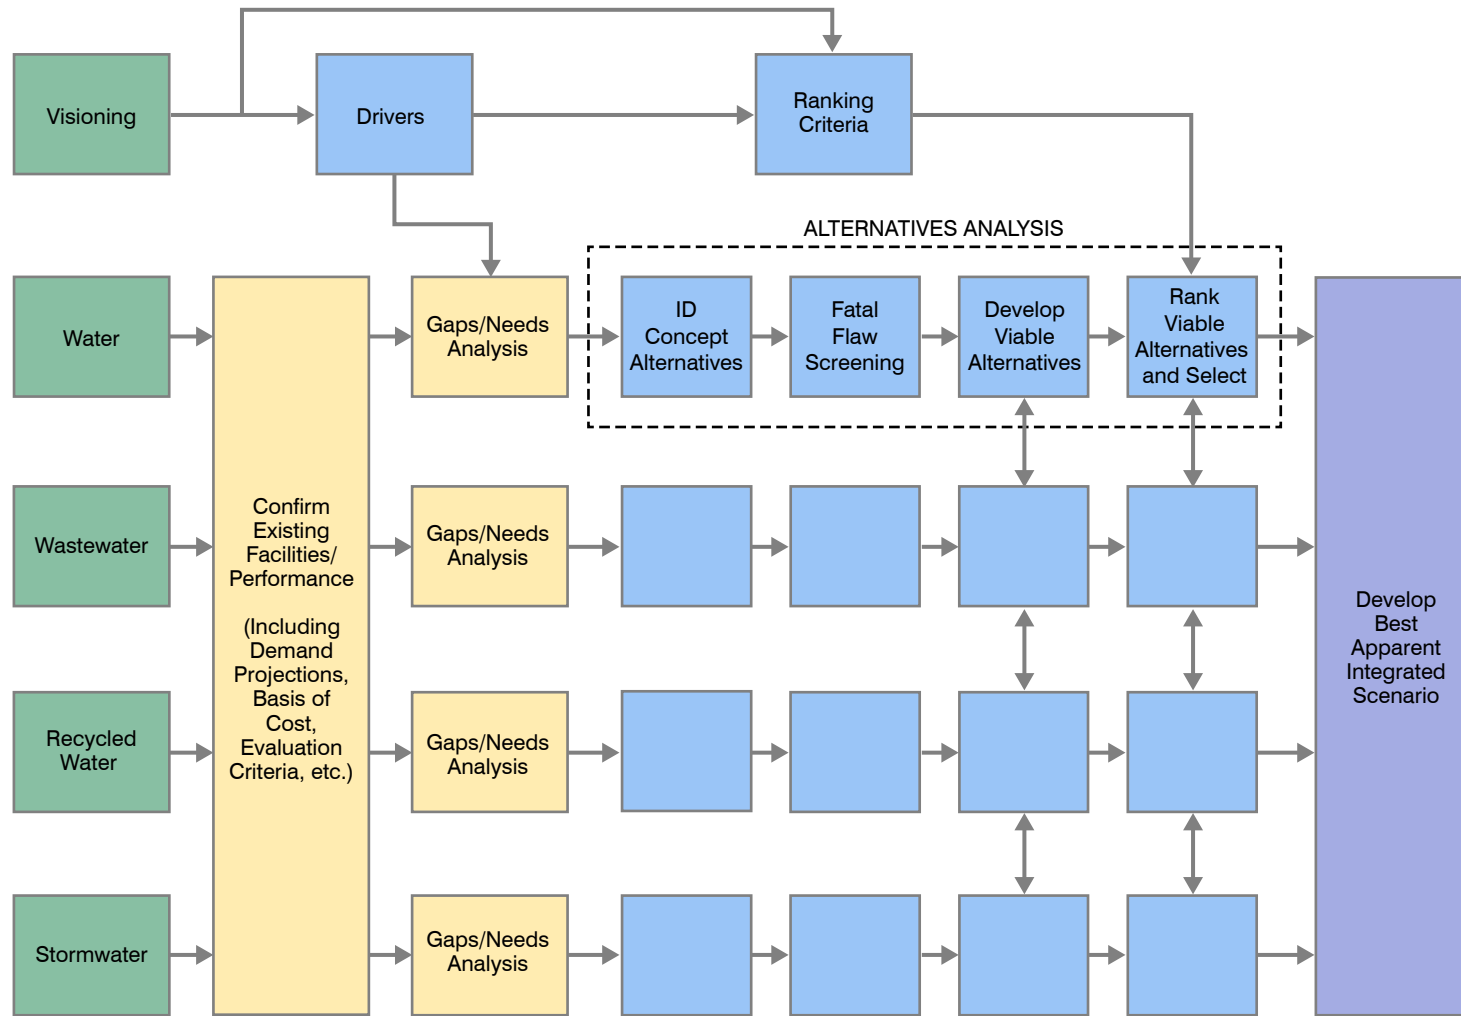 Visioning
Drivers
Ranking
Criteria
ALTERNATIVES ANALYSIS
Water
Gaps/Needs
Analysis
ID
Concept
Alternatives
Fatal
Flaw
Screening
Develop
Viable
Alternatives
Rank
Viable
Alternatives
and Select
Wastewater
Confirm
Existing
Facilities/
Performance
(Including
Demand
Projections,
Basis of
Cost,
Evaluation
Criteria, etc.)
Gaps/Needs
Analysis
Develop
Best
Apparent
Integrated
Scenario
Recycled
Water
Gaps/Needs
Analysis
Stormwater
Gaps/Needs
Analysis